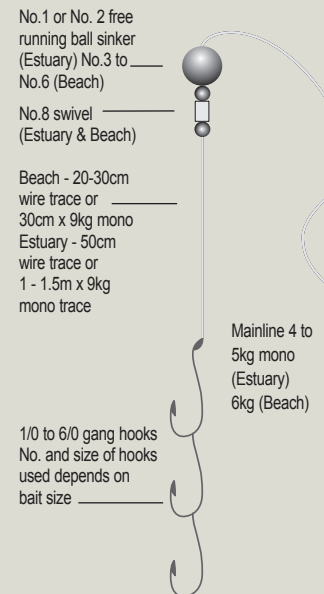 No.1 or No. 2 free
running ball sinker
(Estuary) No.3 to
No.6 (Beach)
No.8 swivel
(Estuary & Beach)
Beach - 20-30cm
wire trace or
30cm x 9kg mono
Estuary - 50cm
wire trace or
1 - 1.5m x 9kg
mono trace
Mainline 4 to
5kg mono
(Estuary)
6kg (Beach)
1/0 to 6/0 gang hooks
No. and size of hooks
used depends on
bait size